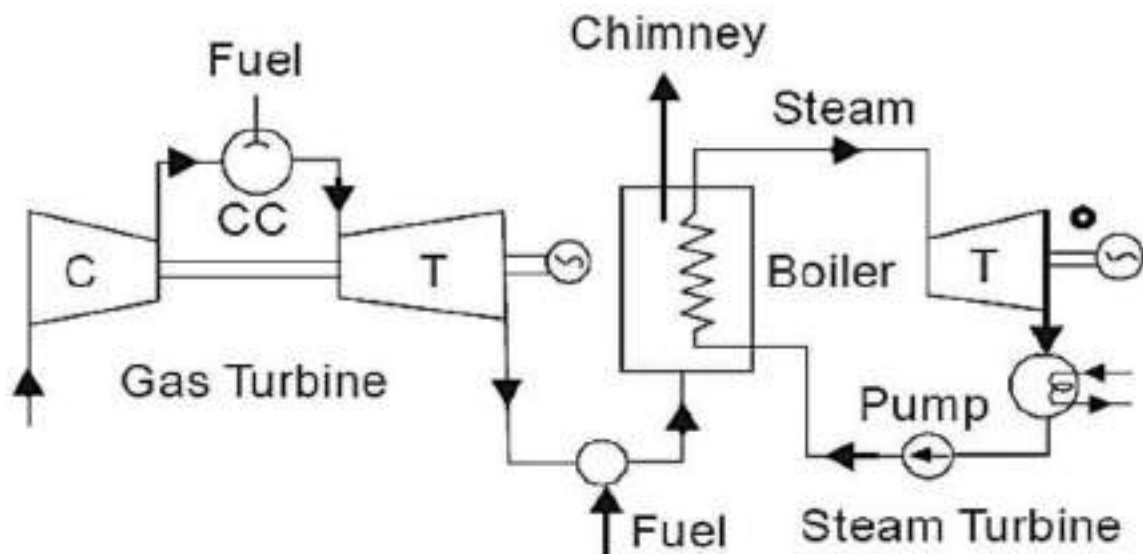 Chimney
Fuel
Steam
CC
C
T
Boiler
T
Gas Turbine
Pump
Fuel
Steam Turbine